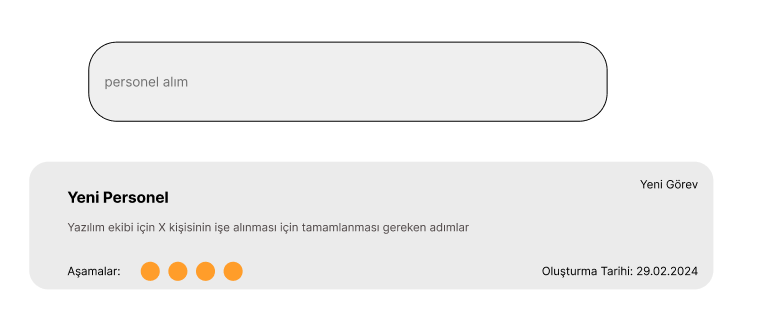 personel alım
Yeni Görev
Yeni Personel
Yazılım ekibi için X kişisinin işe alınması için tamamlanması gereken adımlar
Aşamalar:
Oluşturma Tarihi: 29.02.2024